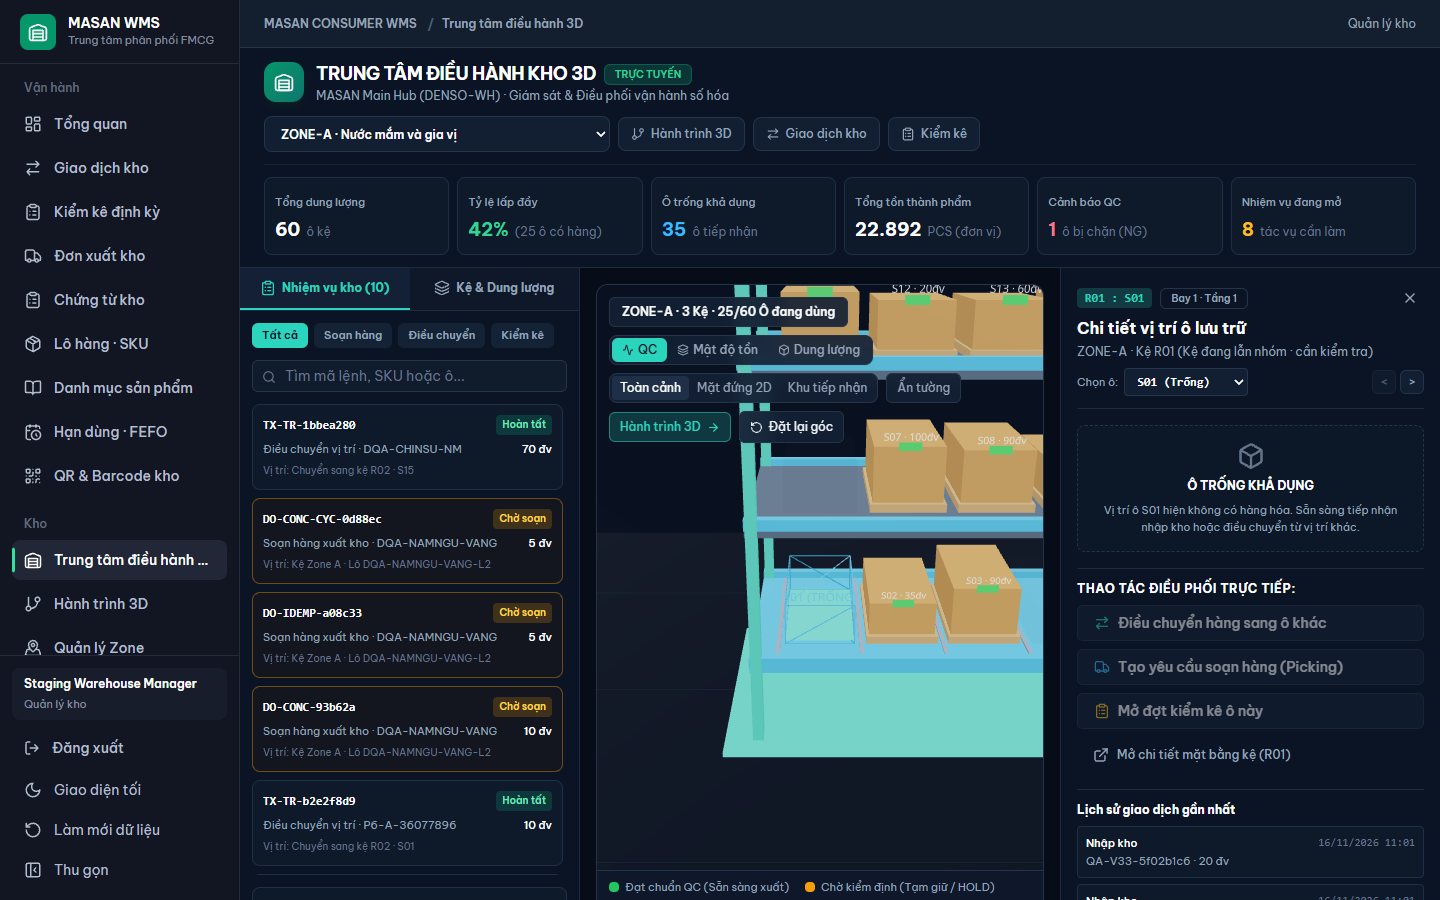 MASAN WMS
Trung tâm phân phối FMCG
Vận hành
Tổng quan
Giao dịch kho
Kiểm kê định kỳ
Đơn xuất kho
Chứng từ kho
Lô hàng · SKU
Danh mục sản phẩm
Hạn dùng · FEFO
QR & Barcode kho
Kho
Trung tâm điều hành ...
Hành trình 3D
Quản lý Zone
Staging Warehouse Manager
Quản lý kho
Đăng xuất
Giao diện tối
Làm mới dữ liệu
Thu gọn
MASAN CONSUMER WMS / Trung tâm điều hành 3D
Quản lý kho
TRUNG TÂM ĐIỀU HÀNH KHO 3D TRỰC TUYẾN
MASAN Main Hub (DENSO-WH) · Giám sát & Điều phối vận hành số hóa
ZONE-A · Nước mắm và gia vị
Hành trình 3D
Giao dịch kho
Kiểm kê
Tổng dung lượng
60 ô kệ
Tỷ lệ lấp đầy
42% (25 ô có hàng)
Ô trống khả dụng
35 ô tiếp nhận
Tổng tồn thành phẩm
22.892 PCS (đơn vị)
Cảnh báo QC
1 ô bị chặn (NG)
Nhiệm vụ đang mở
8 tác vụ cần làm
Nhiệm vụ kho (10)
Kệ & Dung lượng
Tất cả
Soạn hàng
Điều chuyển
Kiểm kê
Tìm mã lệnh, SKU hoặc ô...
TX-TR-1bbea280
Hoàn tất
Điều chuyển vị trí · DQA-CHINSU-NM
70 đv
Vị trí: Chuyển sang kệ R02 · S15
DO-CONC-CYC-0d88ec
Chờ soạn
Soạn hàng xuất kho · DQA-NAMNGU-VANG
5 đv
Vị trí: Kệ Zone A · Lô DQA-NAMNGU-VANG-L2
DO-IDEMP-a08c33
Chờ soạn
Soạn hàng xuất kho · DQA-NAMNGU-VANG
5 đv
Vị trí: Kệ Zone A · Lô DQA-NAMNGU-VANG-L2
DO-CONC-93b62a
Chờ soạn
Soạn hàng xuất kho · DQA-NAMNGU-VANG
10 đv
Vị trí: Kệ Zone A · Lô DQA-NAMNGU-VANG-L2
TX-TR-b2e2f8d9
Hoàn tất
Điều chuyển vị trí · P6-A-36077896
10 đv
Vị trí: Chuyển sang kệ R02 · S01
ZONE-A · 3 Kệ · 25/60 Ô đang dùng
QC
Mật độ tồn
Dung lượng
Toàn cảnh
Mặt đứng 2D
Khu tiếp nhận
Ẩn tường
Hành trình 3D →
Đặt lại góc
S12 · 20đv
S13 · 60đv
S07 · 100đv
S08 · 90đv
S02 · 35đv
S03 · 90đv
Đạt chuẩn QC (Sẵn sàng xuất)
Chờ kiểm định (Tạm giữ / HOLD)
R01 : S01
Bay 1 · Tầng 1
Chi tiết vị trí ô lưu trữ
ZONE-A · Kệ R01 (Kệ đang lẫn nhóm · cần kiểm tra)
Chọn ô:
S01 (Trống)
<
>
Ô TRỐNG KHẢ DỤNG
Vị trí ô S01 hiện không có hàng hóa. Sẵn sàng tiếp nhận
nhập kho hoặc điều chuyển từ vị trí khác.
THAO TÁC ĐIỀU PHỐI TRỰC TIẾP:
Điều chuyển hàng sang ô khác
Tạo yêu cầu soạn hàng (Picking)
Mở đợt kiểm kê ô này
Mở chi tiết mặt bằng kệ (R01)
Lịch sử giao dịch gần nhất
Nhập kho
16/11/2026 11:01
QA-V33-5f02b1c6 · 20 đv